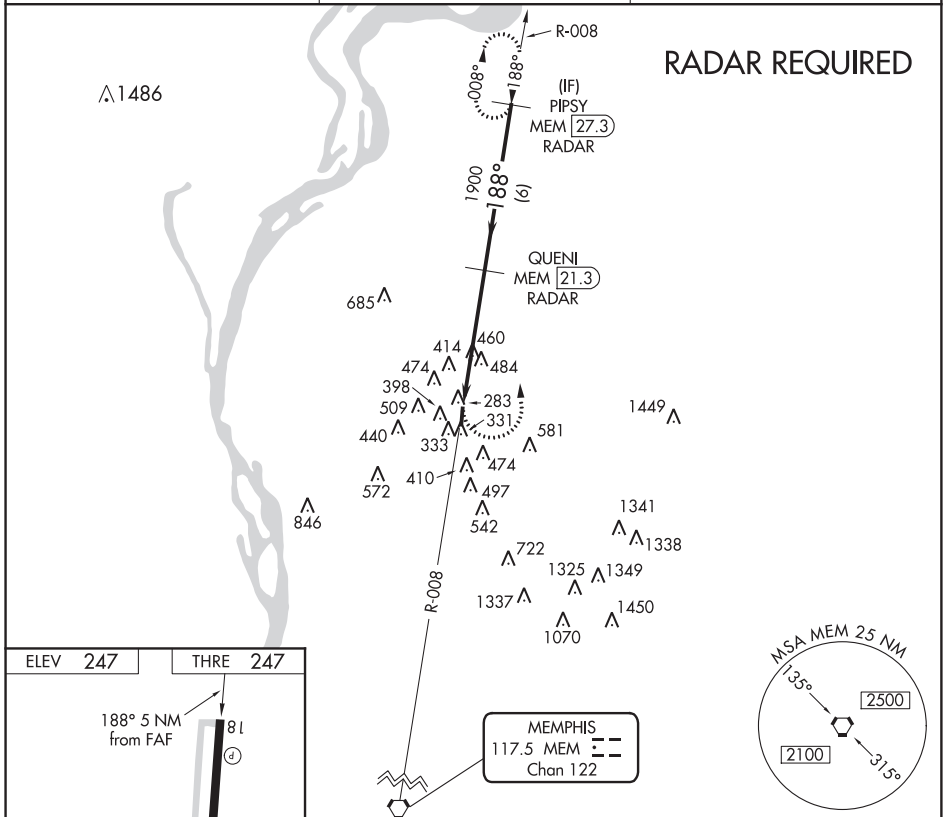 R-008
RADAR REQUIRED
1486
008°
188°
(IF)
PIPSY
MEM 27.3
RADAR
1900
188°
(6)
QUENI
MEM 21.3
RADAR
685
460
414
484
474
398
283
509
331
1449
440
333
581
474
410
572
497
846
542
1341
1338
722
1325
1349
R-008
1337
1450
1070
ELEV 247
THRE 247
188° 5 NM
from FAF
18
P
MEMPHIS
117.5 MEM
Chan 122
MSA MEM 25 NM
135°
2500
2100
315°